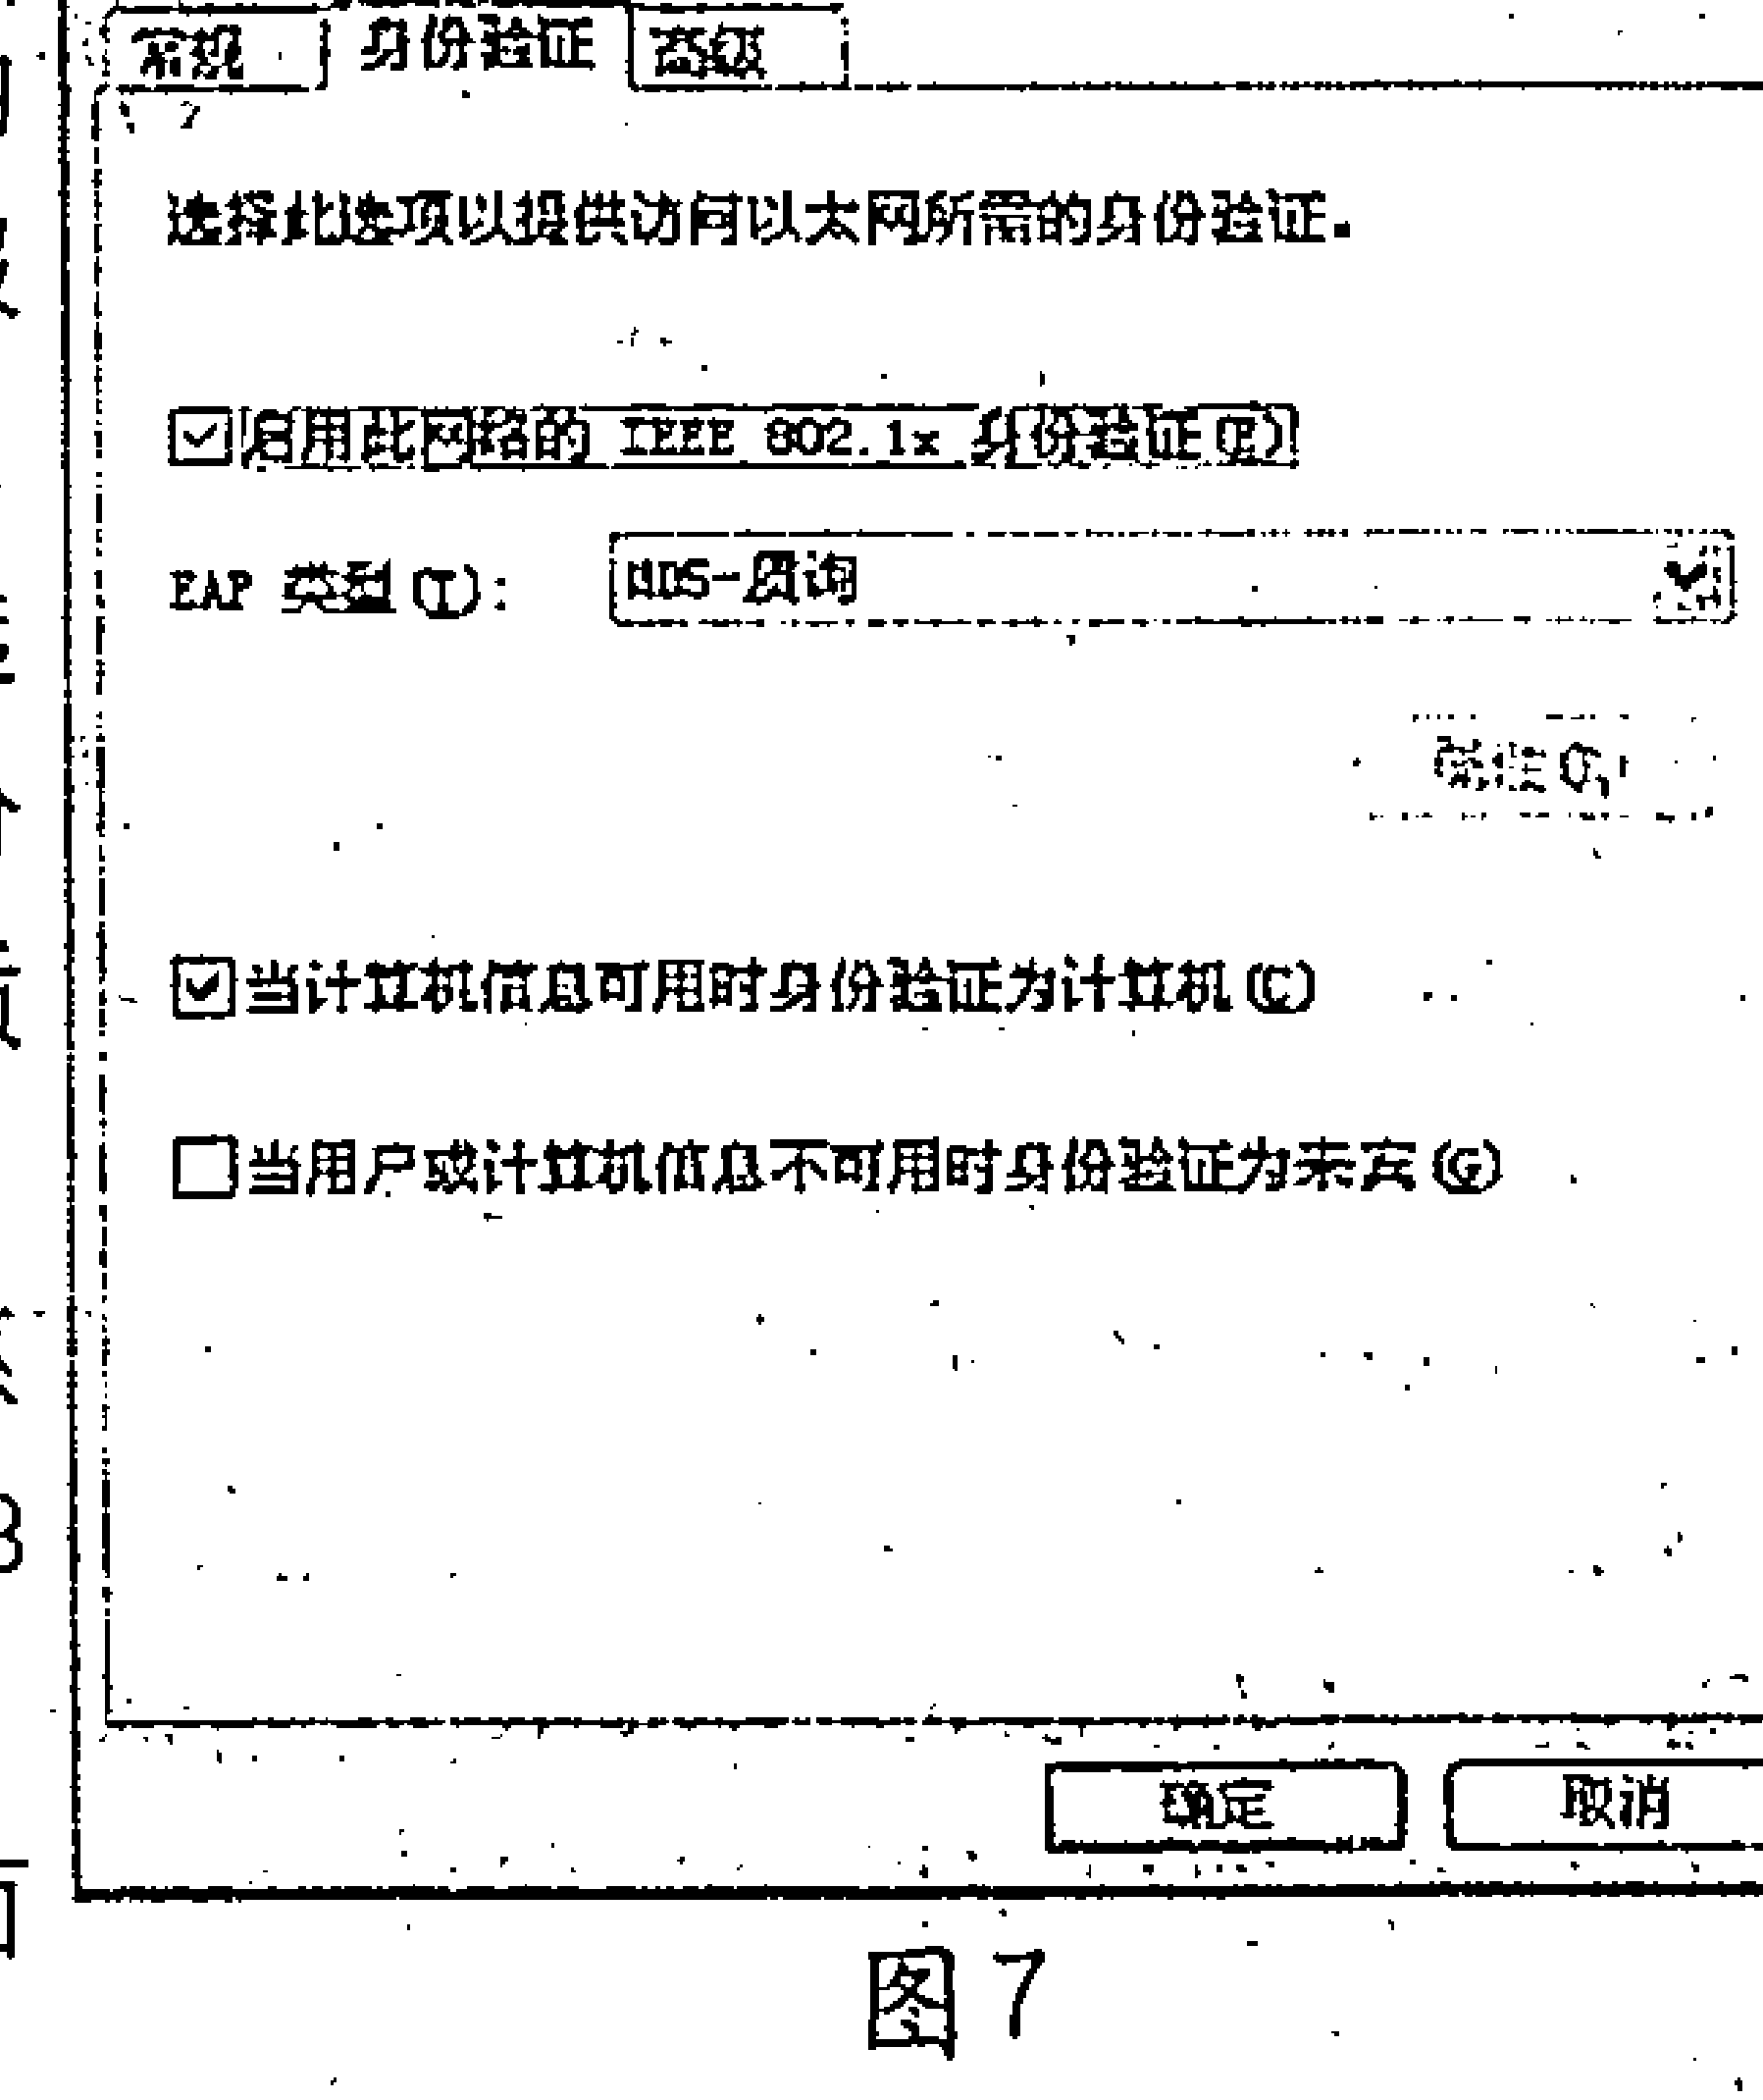 常规 身份验证 高级
选择此选项以提供访问以太网所需的身份验证.
启用此网络的 IEEE 802.1x 身份验证(E)
EAP 类型(T): MD5-质询
当计算机信息可用时身份验证为计算机(C)
当用户或计算机信息不可用时身份验证为来宾(G)
确定 取消
图 7